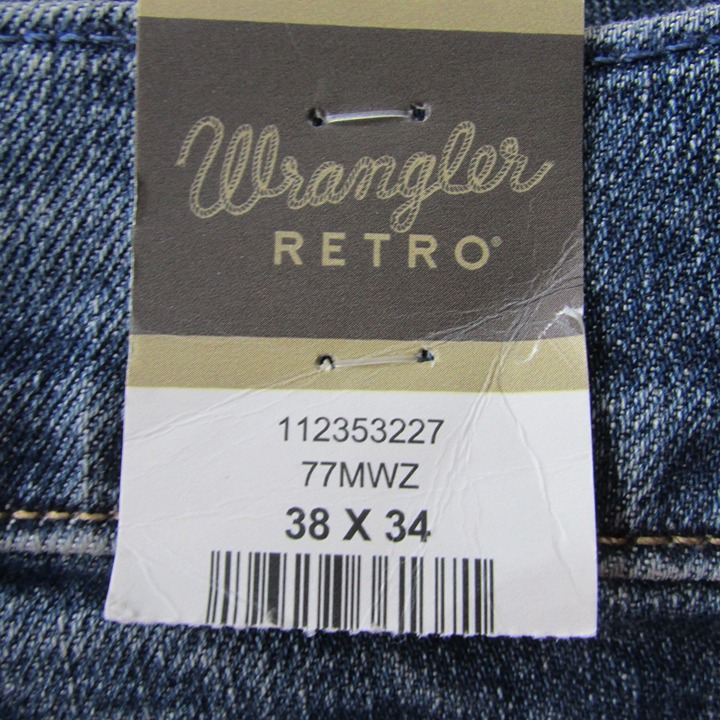 Wrangler
RETRO®
112353227
77MWZ
38 X 34